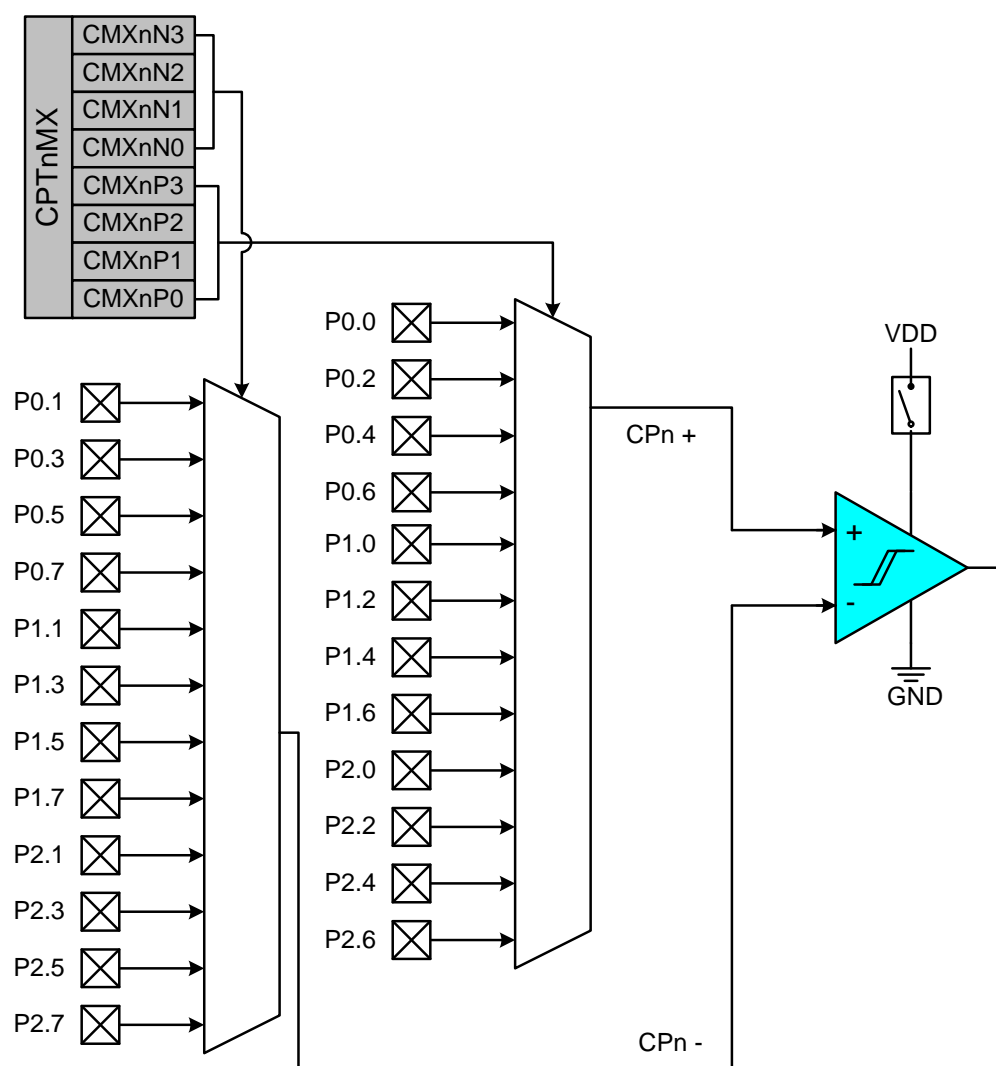 CPTnMX
CMXnN3
CMXnN2
CMXnN1
CMXnN0
CMXnP3
CMXnP2
CMXnP1
CMXnP0
P0.1
P0.3
P0.5
P0.7
P1.1
P1.3
P1.5
P1.7
P2.1
P2.3
P2.5
P2.7
P0.0
P0.2
P0.4
P0.6
P1.0
P1.2
P1.4
P1.6
P2.0
P2.2
P2.4
P2.6
CPn +
CPn -
VDD
+
-
GND